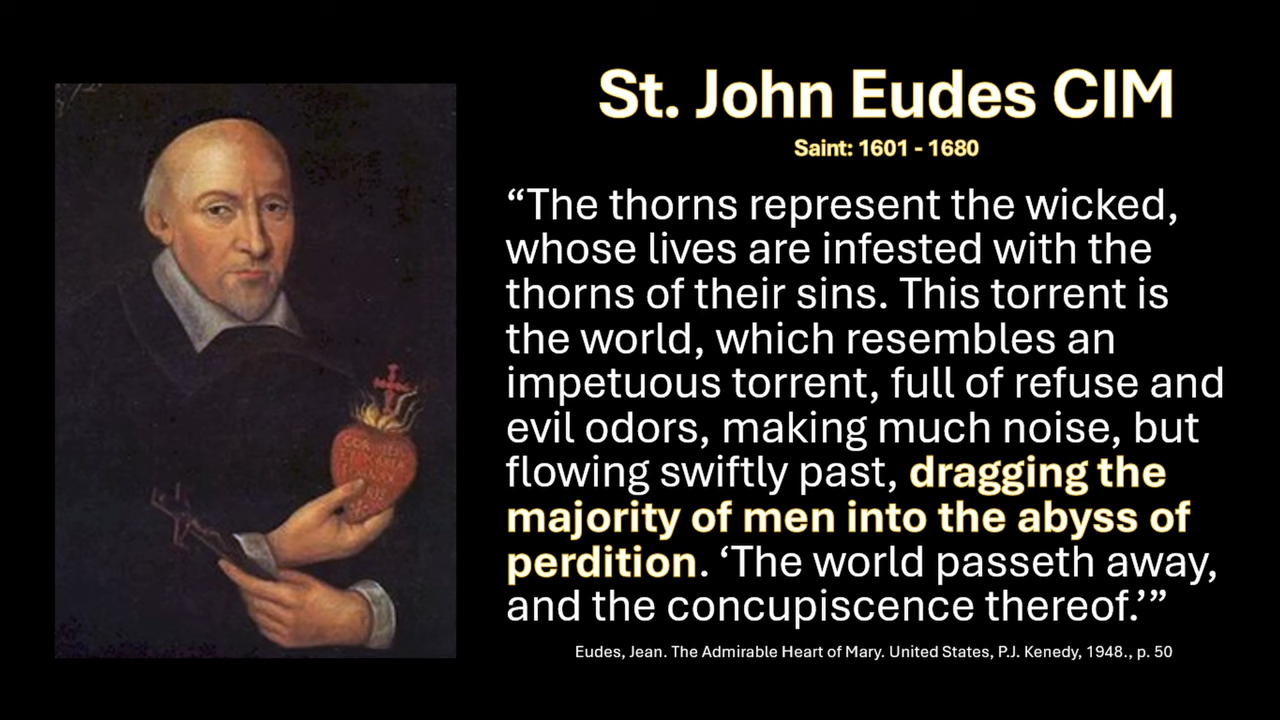 St. John Eudes CIM
Saint: 1601 - 1680
“The thorns represent the wicked,
whose lives are infested with the
thorns of their sins. This torrent is
the world, which resembles an
impetuous torrent, full of refuse and
evil odors, making much noise, but
flowing swiftly past, dragging the
majority of men into the abyss of
perdition. ‘The world passeth away,
and the concupiscence thereof.’”
Eudes, Jean. The Admirable Heart of Mary. United States, P.J. Kenedy, 1948., p. 50